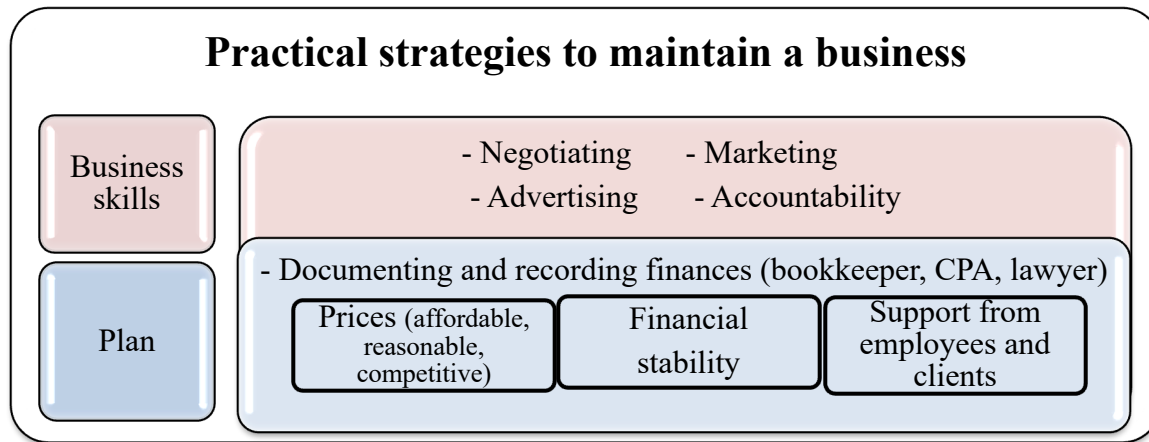 Practical strategies to maintain a business
Business
skills
- Negotiating - Marketing
- Advertising - Accountability
Plan
- Documenting and recording finances (bookkeeper, CPA, lawyer)
Prices (affordable,
reasonable,
competitive)
Financial
stability
Support from
employees and
clients